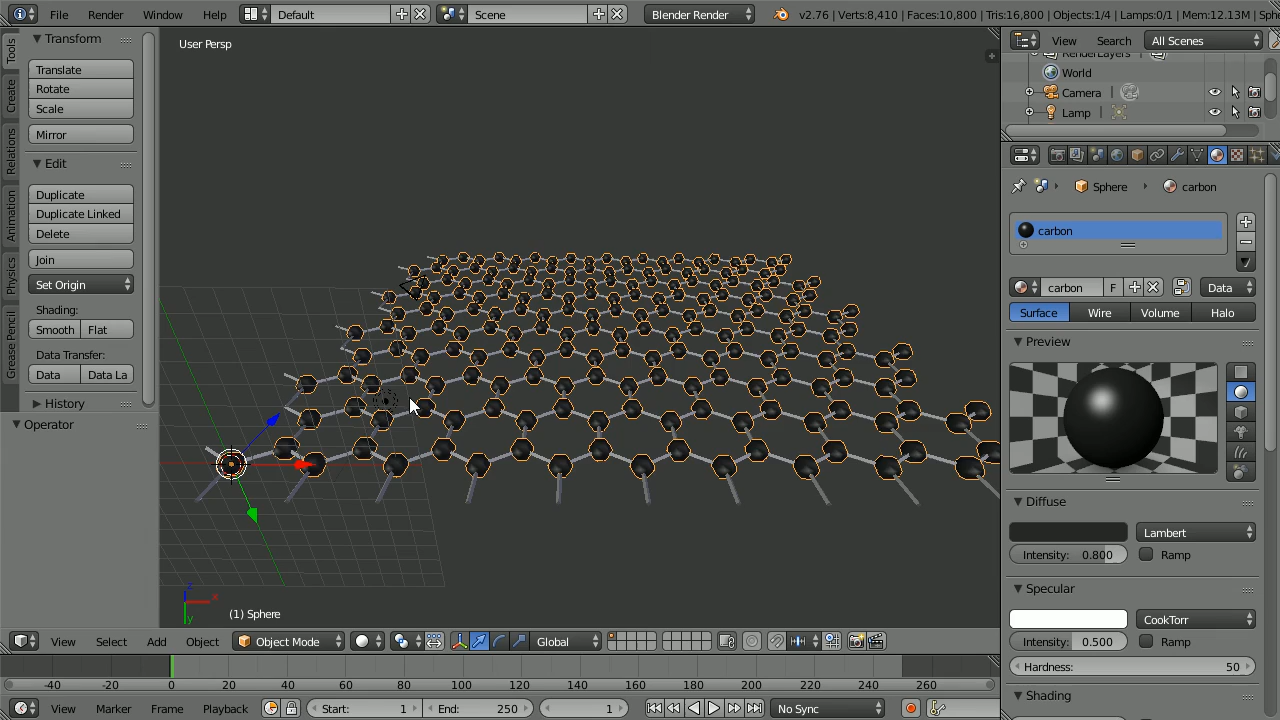 File Render Window Help Default Scene Blender Render v2.76 | Verts:8,410 | Faces:10,800 | Tris:16,800 | Objects:1/4 | Lamps:0/1 | Mem:12.13M |
Transform
Translate
Rotate
Scale
Mirror
Edit
Duplicate
Duplicate Linked
Delete
Join
Set Origin
Shading:
Smooth Flat
Data Transfer:
Data Data La
History
Operator
Tools
Create
Relations
Animation
Physics
Grease Pencil
User Persp
z
x
y
(1) Sphere
View Select Add Object Object Mode Global
-40 -20 0 20 40 60 80 100 120 140 160 180 200 220 240 260
View Marker Frame Playback Start: 1 End: 250 1 No Sync
View Search All Scenes
RenderLayers
World
Camera
Lamp
Sphere carbon
carbon
carbon F Data
Surface Wire Volume Halo
Preview
Diffuse
Lambert
Intensity: 0.800 Ramp
Specular
CookTorr
Intensity: 0.500 Ramp
Hardness: 50
Shading